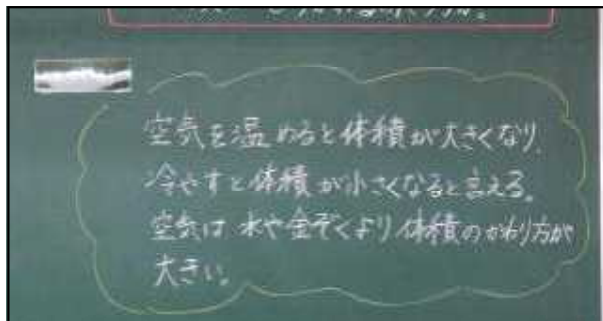 空気を温めると体積が大きくなり、
冷やすと体積が小さくなると言える。
空気は水や金ぞくより体積のかわり方が
大きい。